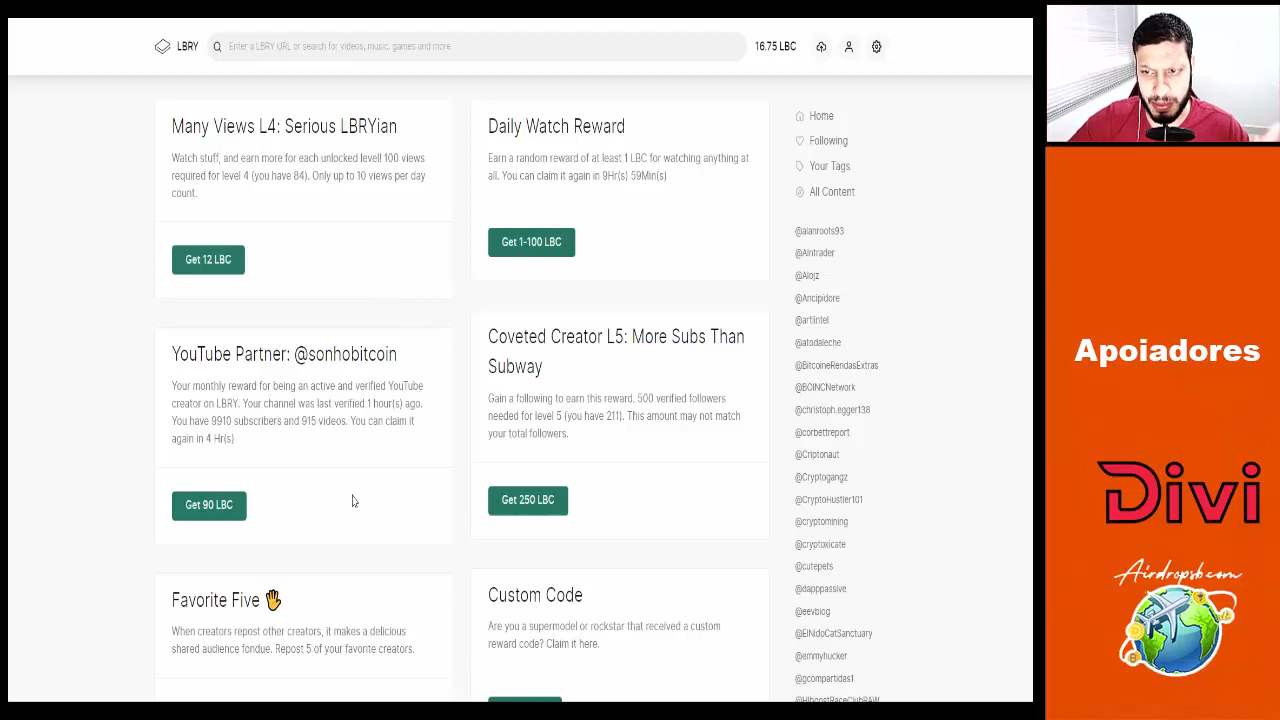 LBRY
Enter a LBRY URL or search for videos, music, games and more
16.75 LBC
Many Views L4: Serious LBRYian
Watch stuff, and earn more for each unlocked level! 100 views
required for level 4 (you have 84). Only up to 10 views per day
count.
Get 12 LBC
Daily Watch Reward
Earn a random reward of at least 1 LBC for watching anything at
all. You can claim it again in 9Hr(s) 59Min(s)
Get 1-100 LBC
YouTube Partner: @sonhobitcoin
Your monthly reward for being an active and verified YouTube
creator on LBRY. Your channel was last verified 1 hour(s) ago.
You have 9910 subscribers and 915 videos. You can claim it
again in 4 Hr(s)
Get 90 LBC
Coveted Creator L5: More Subs Than
Subway
Gain a following to earn this reward. 500 verified followers
needed for level 5 (you have 211). This amount may not match
your total followers.
Get 250 LBC
Favorite Five
When creators repost other creators, it makes a delicious
shared audience fondue. Repost 5 of your favorite creators.
Custom Code
Are you a supermodel or rockstar that received a custom
reward code? Claim it here.
Home
Following
Your Tags
All Content
@alanroots93
@AIntrader
@Alojz
@Ancipidore
@artlintel
@atodaleche
@BitcoineRendasExtras
@BOINCNetwork
@christoph.egger138
@corbettreport
@Criptonaut
@Cryptogangz
@CryptoHustler101
@cryptomining
@cryptoxicate
@cutepets
@dapppassive
@eevblog
@ElNidoCatSanctuary
@emmyhucker
@gcompartidas1
Apoiadores
Divi
Airdropsb.com